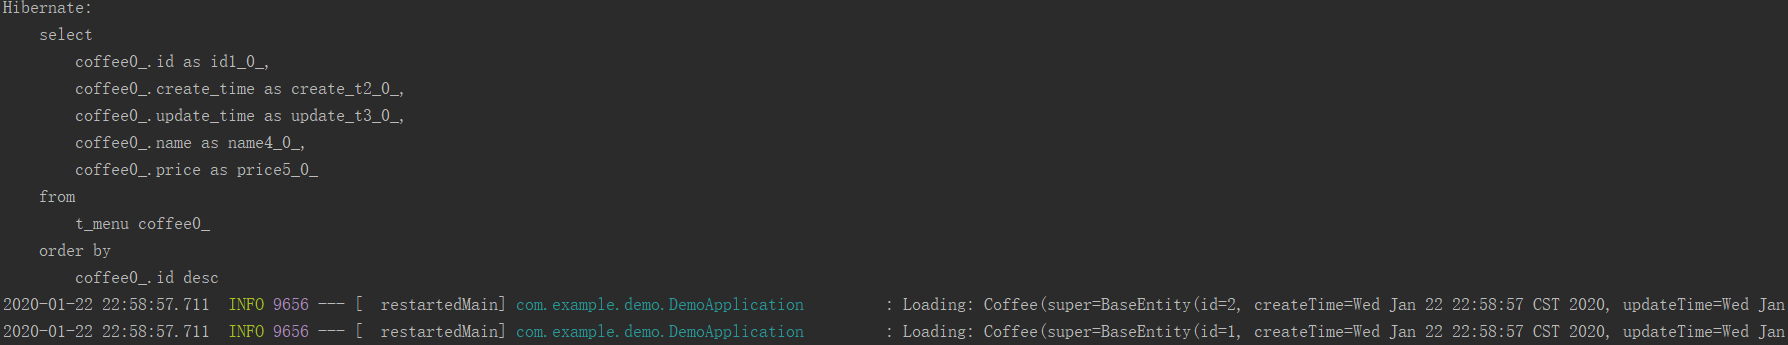 Hibernate:
    select
        coffee0_.id as id1_0_,
        coffee0_.create_time as create_t2_0_,
        coffee0_.update_time as update_t3_0_,
        coffee0_.name as name4_0_,
        coffee0_.price as price5_0_
    from
        t_menu coffee0_
    order by
        coffee0_.id desc
2020-01-22 22:58:57.711  INFO 9656 --- [  restartedMain] com.example.demo.DemoApplication         : Loading: Coffee(super=BaseEntity(id=2, createTime=Wed Jan 22 22:58:57 CST 2020, updateTime=Wed Jan
2020-01-22 22:58:57.711  INFO 9656 --- [  restartedMain] com.example.demo.DemoApplication         : Loading: Coffee(super=BaseEntity(id=1, createTime=Wed Jan 22 22:58:57 CST 2020, updateTime=Wed Jan